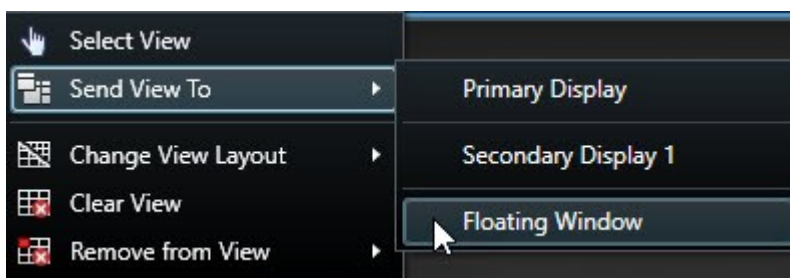 Select View
Send View To
Primary Display
Change View Layout
Secondary Display 1
Clear View
Floating Window
Remove from View